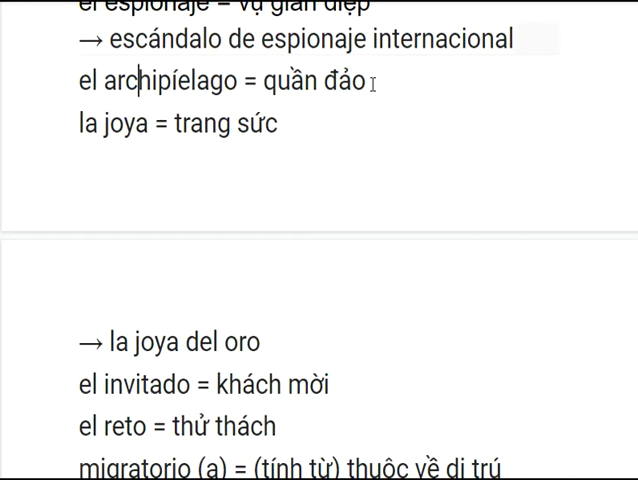 el espionaje = vụ gián điệp
→ escándalo de espionaje internacional
el archipíelago = quần đảo
la joya = trang sức
→ la joya del oro
el invitado = khách mời
el reto = thử thách
migratorio (a) = (tính từ) thuộc về di trú